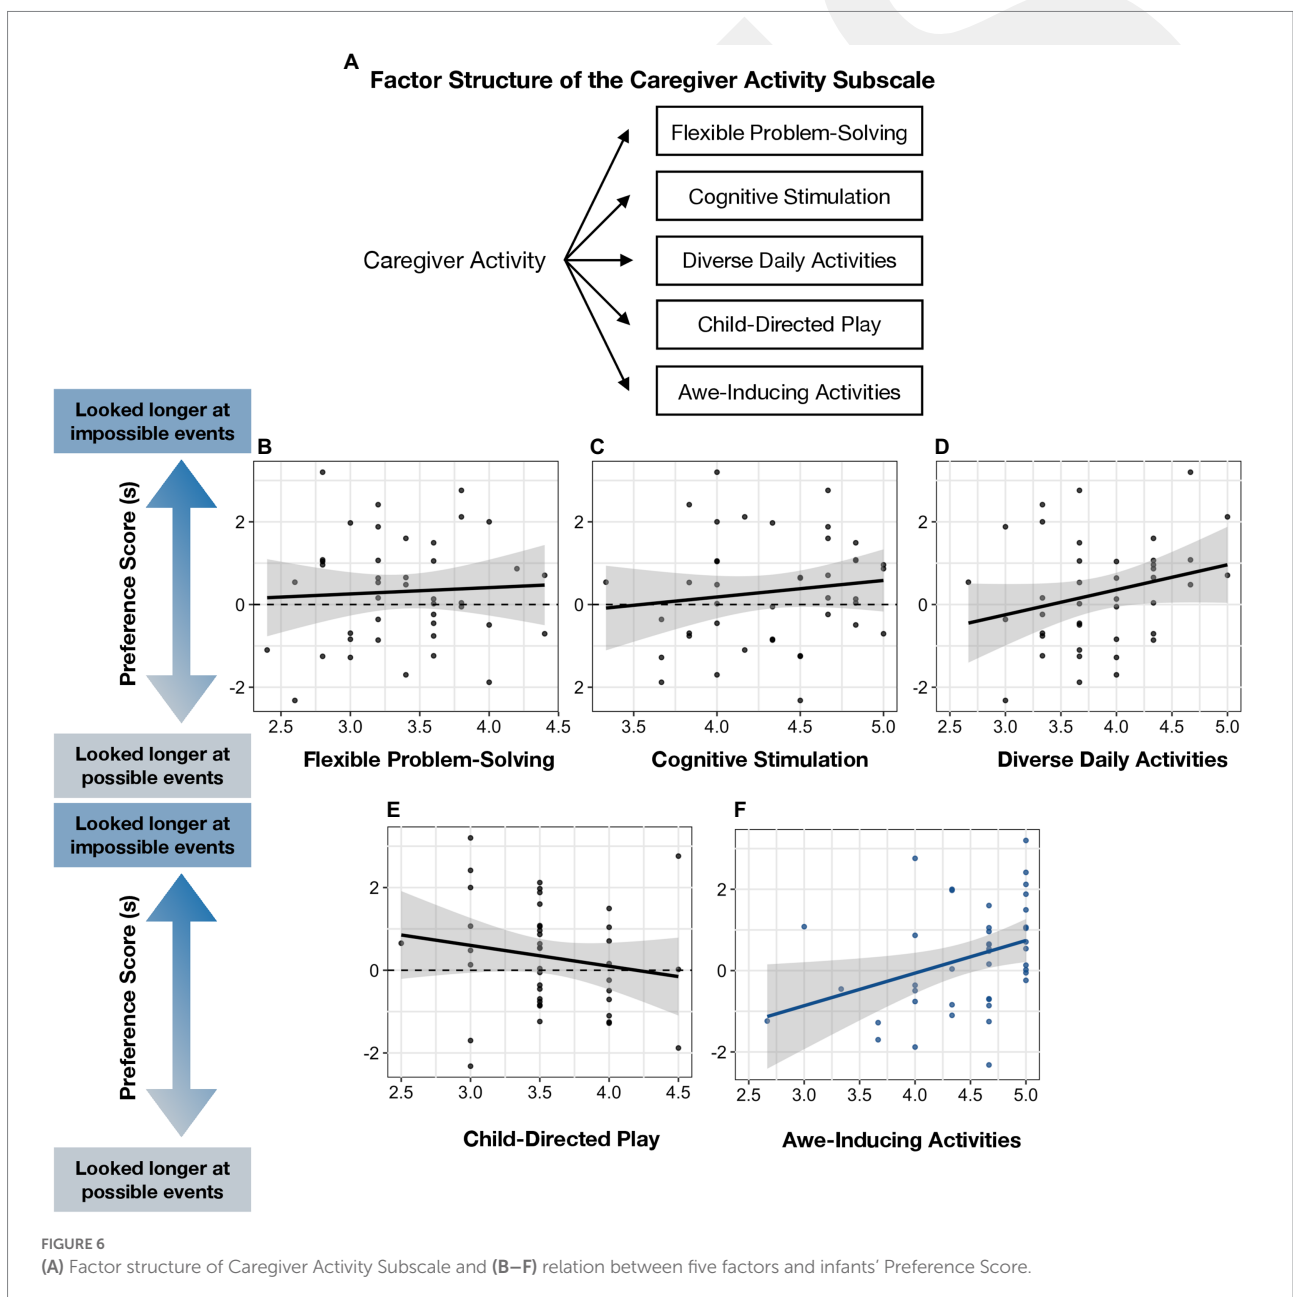 A
Factor Structure of the Caregiver Activity Subscale
Flexible Problem-Solving
Cognitive Stimulation
Caregiver Activity
Diverse Daily Activities
Child-Directed Play
Awe-Inducing Activities
Looked longer at
impossible events
Preference Score (s)
Looked longer at
possible events
B
2
0
-2
2.5 3.0 3.5 4.0 4.5
Flexible Problem-Solving
C
2
0
2
3.5 4.0 4.5 5.0
Cognitive Stimulation
D
2
0
-2
2.5 3.0 3.5 4.0 4.5 5.0
Diverse Daily Activities
Looked longer at
impossible events
Preference Score (s)
Looked longer at
possible events
E
2
0
-2
2.5 3.0 3.5 4.0 4.5
Child-Directed Play
F
2
0
-2
2.5 3.0 3.5 4.0 4.5 5.0
Awe-Inducing Activities
FIGURE 6
(A) Factor structure of Caregiver Activity Subscale and (B–F) relation between five factors and infants’ Preference Score.